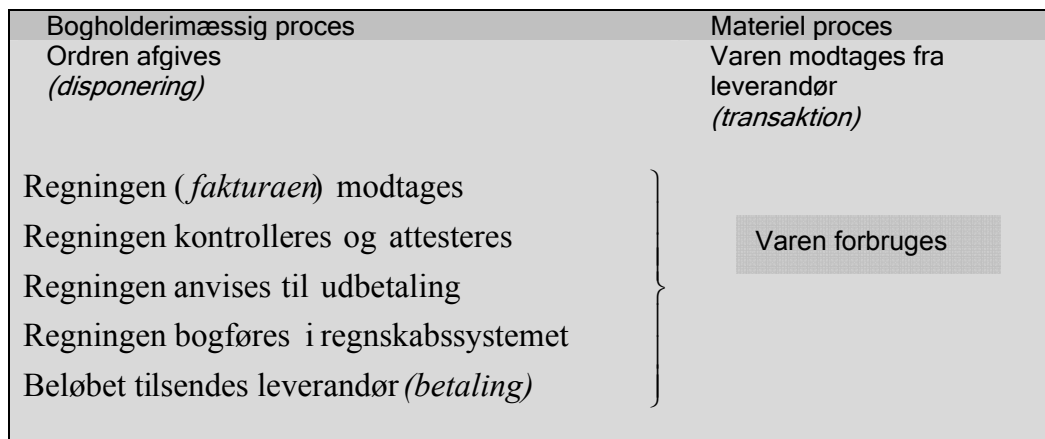 Bogholderimæssig proces
Materiel proces
Ordren afgives
(disponering)
Varen modtages fra
leverandør
(transaktion)
Regningen (fakturaen) modtages
Regningen kontrolleres og attesteres
Regningen anvises til udbetaling
Regningen bogføres i regnskabssystemet
Beløbet tilsendes leverandør (betaling)
Varen forbruges